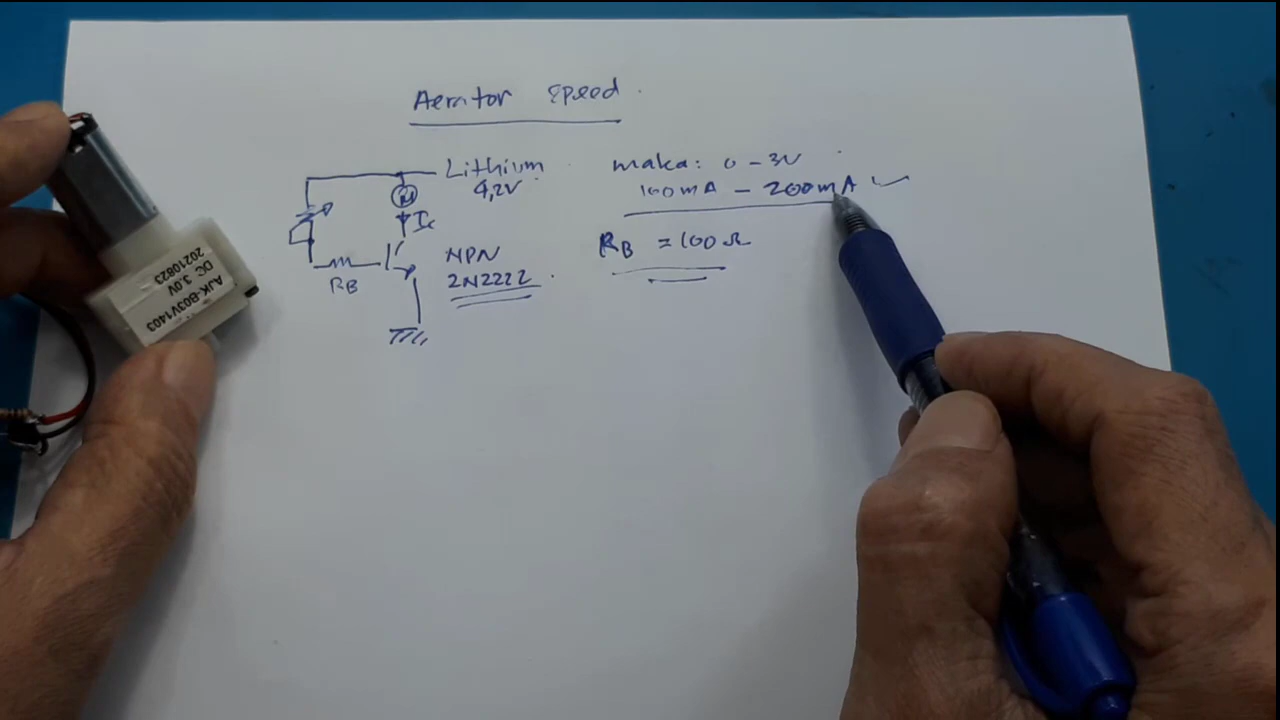 Aerator Speed
Lithium
4,2V
M
Ic
RB
NPN
2N2222
maka: 0 - 3V
100mA - 200mA
RB = 100Ω
AJK-B03V1403
DC 3.0V
20210823